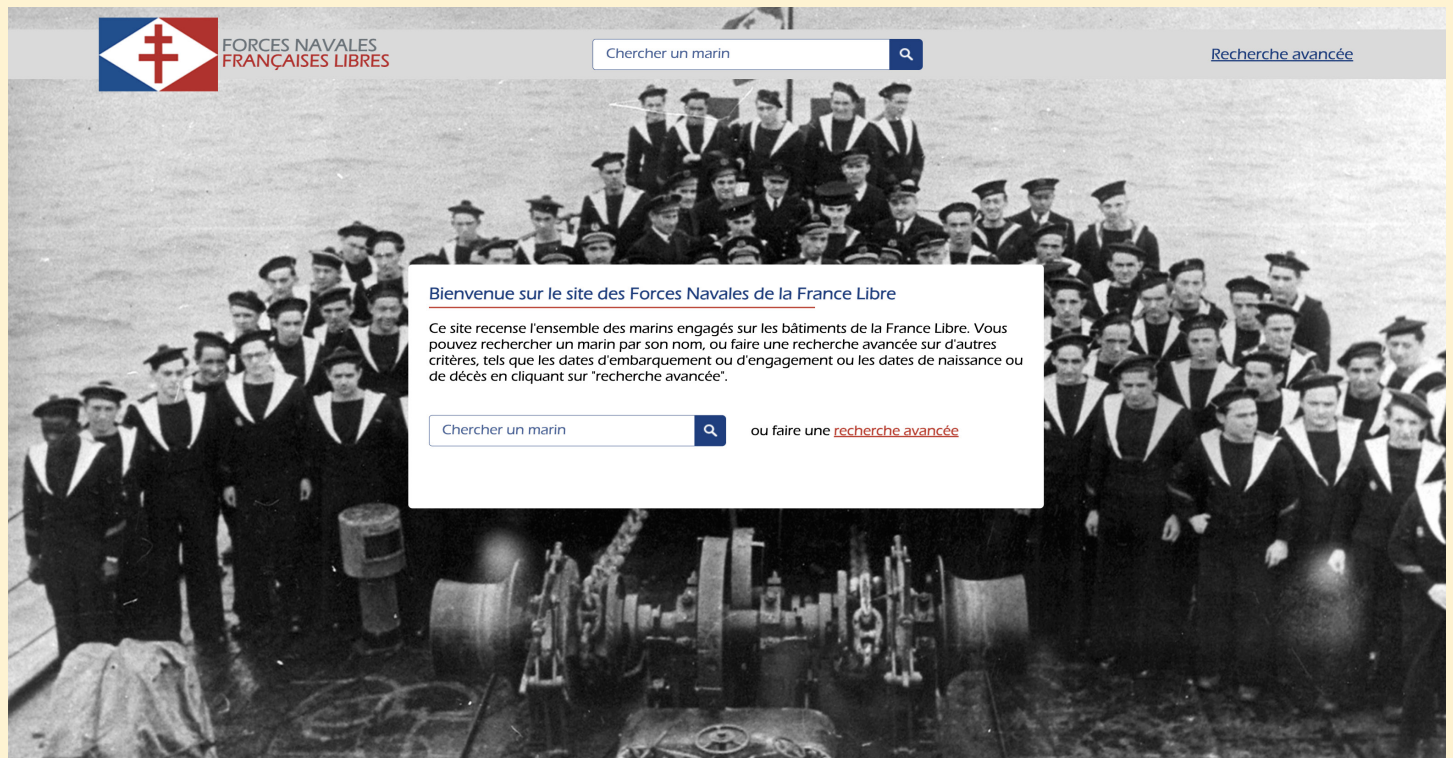 FORCES NAVALES
FRANÇAISES LIBRES
Chercher un marin
Recherche avancée
Bienvenue sur le site des Forces Navales de la France Libre
Ce site recense l'ensemble des marins engagés sur les bâtiments de la France Libre. Vous
pouvez rechercher un marin par son nom, ou faire une recherche avancée sur d'autres
critères, tels que les dates d'embarquement ou d'engagement ou les dates de naissance ou
de décès en cliquant sur "recherche avancée".
Chercher un marin
ou faire une recherche avancée